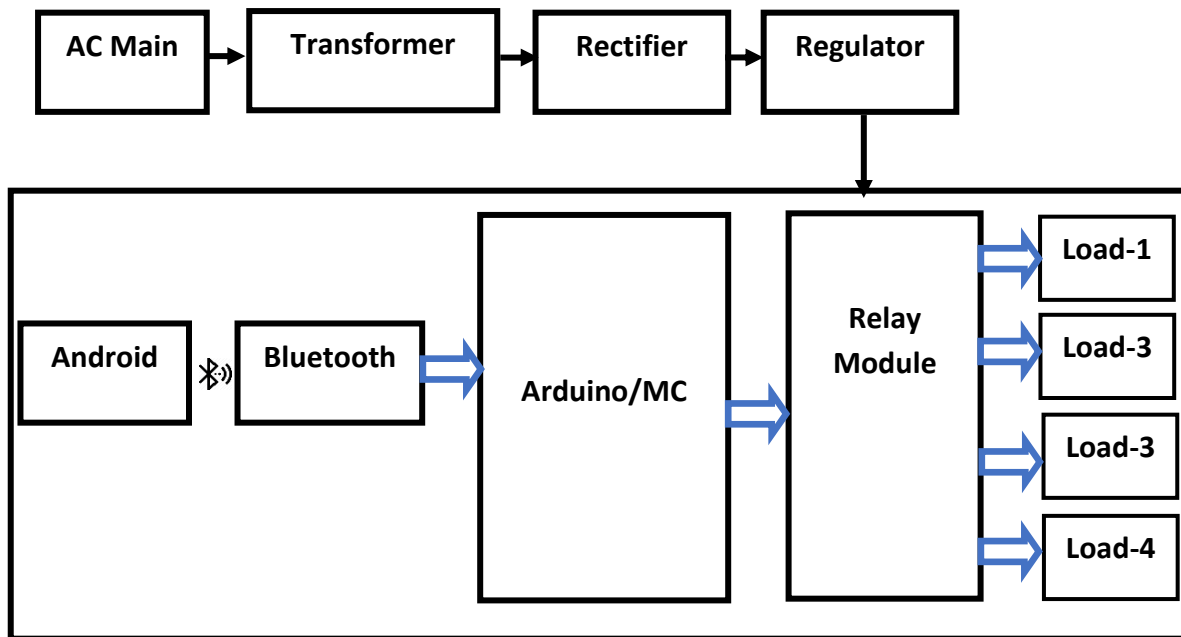 AC Main
Transformer
Rectifier
Regulator
Android
Bluetooth
Arduino/MC
Relay
Module
Load-1
Load-3
Load-3
Load-4